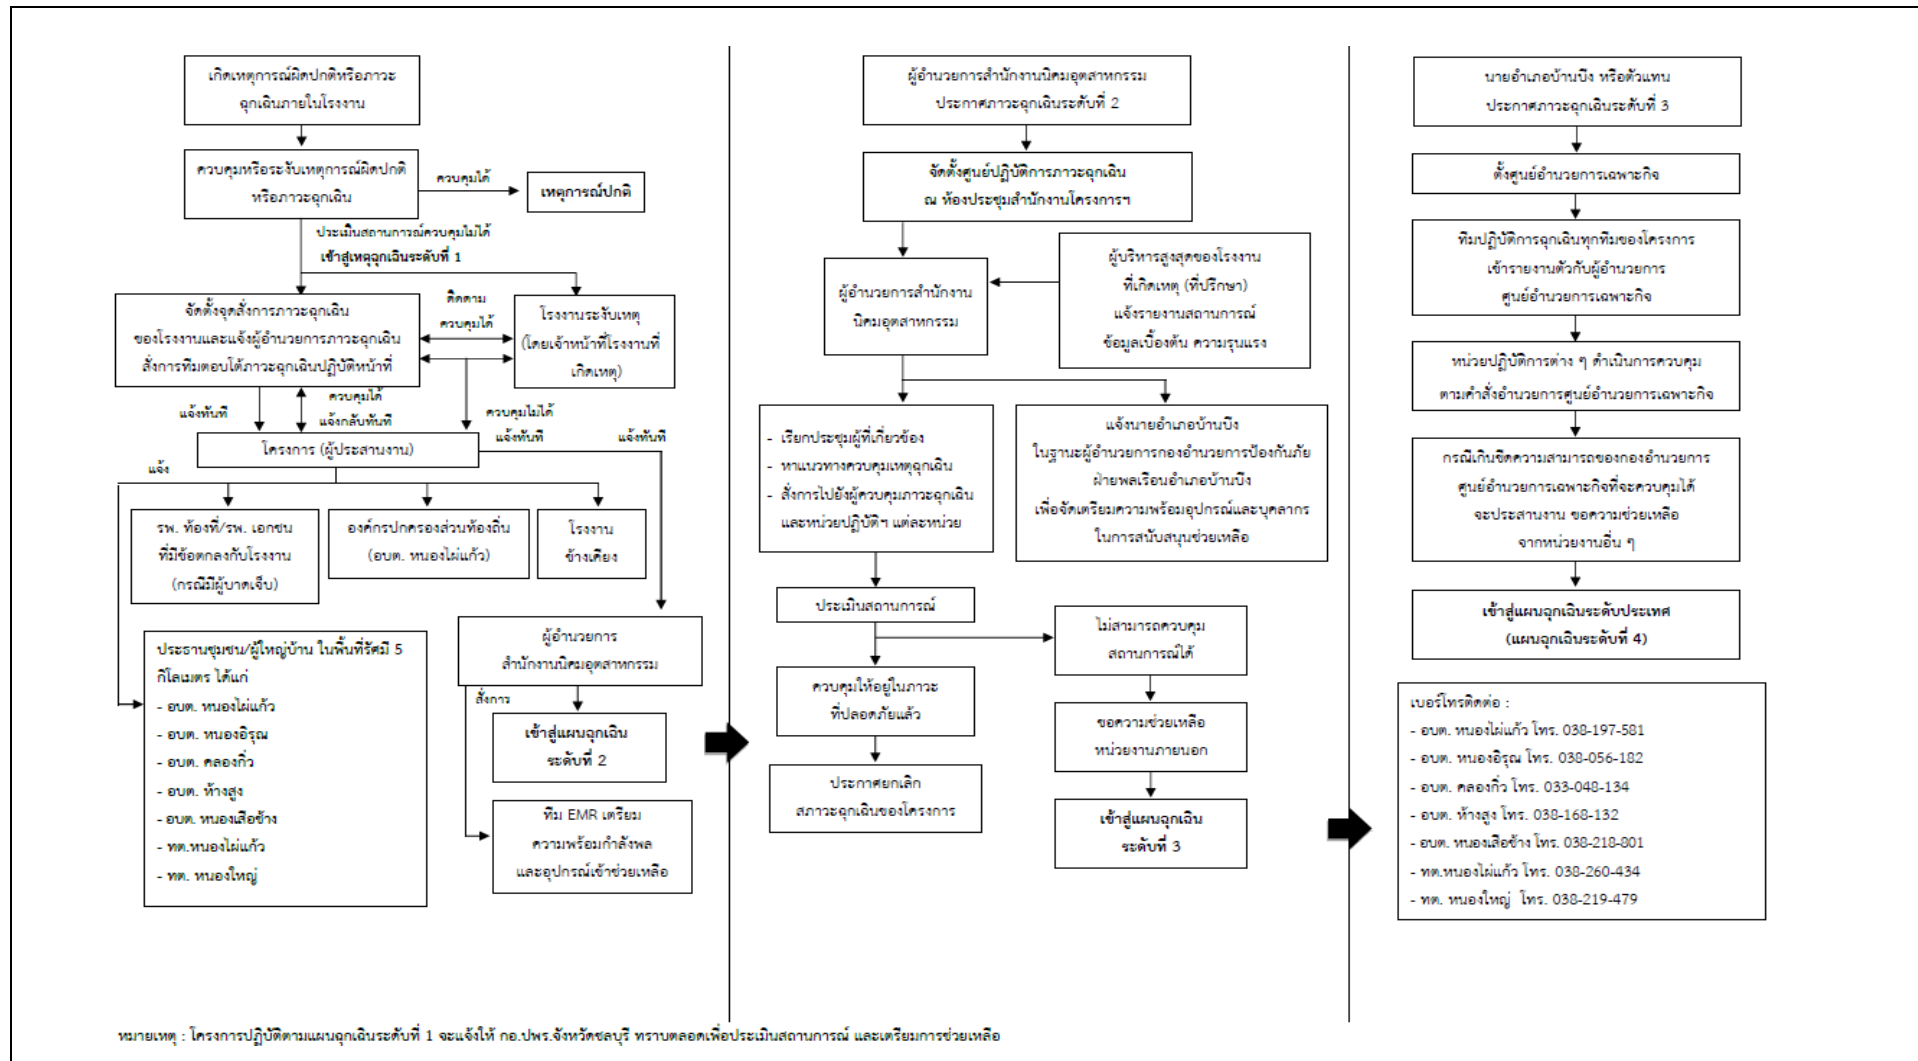 เกิดเหตุการณ์ผิดปกติหรือภาวะ
ฉุกเฉินภายในโรงงาน
ควบคุมหรือระงับเหตุการณ์ผิดปกติ
หรือภาวะฉุกเฉิน
ควบคุมได้
เหตุการณ์ปกติ
ประเมินสถานการณ์ควบคุมไม่ได้
เข้าสู่เหตุฉุกเฉินระดับที่ 1
จัดตั้งจุดสั่งการภาวะฉุกเฉิน
ของโรงงานและแจ้งผู้อำนวยการภาวะฉุกเฉิน
สั่งการทีมตอบโต้ภาวะฉุกเฉินปฏิบัติหน้าที่
ติดตาม
ควบคุมได้
โรงงานระงับเหตุ
(โดยเจ้าหน้าที่โรงงานที่
เกิดเหตุ)
แจ้งทันที
ควบคุมได้
แจ้งกลับทันที
ควบคุมไม่ได้
แจ้งทันที
แจ้งทันที
โครงการ (ผู้ประสานงาน)
แจ้ง
รพ. ท้องที่/รพ. เอกชน
ที่มีข้อตกลงกับโรงงาน
(กรณีมีผู้บาดเจ็บ)
องค์กรปกครองส่วนท้องถิ่น
(อบต. หนองไผ่แก้ว)
โรงงาน
ข้างเคียง
ประธานชุมชน/ผู้ใหญ่บ้าน ในพื้นที่รัศมี 5
กิโลเมตร ได้แก่
- อบต. หนองไผ่แก้ว
- อบต. หนองอิรุณ
- อบต. คลองกิ่ว
- อบต. ห้างสูง
- อบต. หนองเสือช้าง
- ทต.หนองไผ่แก้ว
- ทต. หนองใหญ่
ผู้อำนวยการ
สำนักงานนิคมอุตสาหกรรม
สั่งการ
เข้าสู่แผนฉุกเฉิน
ระดับที่ 2
ทีม EMR เตรียม
ความพร้อมกำลังพล
และอุปกรณ์เข้าช่วยเหลือ
ผู้อำนวยการสำนักงานนิคมอุตสาหกรรม
ประกาศภาวะฉุกเฉินระดับที่ 2
จัดตั้งศูนย์ปฏิบัติการภาวะฉุกเฉิน
ณ ห้องประชุมสำนักงานโครงการฯ
ผู้อำนวยการสำนักงาน
นิคมอุตสาหกรรม
ผู้บริหารสูงสุดของโรงงาน
ที่เกิดเหตุ (ที่ปรึกษา)
แจ้งรายงานสถานการณ์
ข้อมูลเบื้องต้น ความรุนแรง
- เรียกประชุมผู้ที่เกี่ยวข้อง
- หาแนวทางควบคุมเหตุฉุกเฉิน
- สั่งการไปยังผู้ควบคุมภาวะฉุกเฉิน
และหน่วยปฏิบัติฯ แต่ละหน่วย
แจ้งนายอำเภอบ้านบึง
ในฐานะผู้อำนวยการกองอำนวยการป้องกันภัย
ฝ่ายพลเรือนอำเภอบ้านบึง
เพื่อจัดเตรียมความพร้อมอุปกรณ์และบุคลากร
ในการสนับสนุนช่วยเหลือ
ประเมินสถานการณ์
ไม่สามารถควบคุม
สถานการณ์ได้
ควบคุมให้อยู่ในภาวะ
ที่ปลอดภัยแล้ว
ขอความช่วยเหลือ
หน่วยงานภายนอก
ประกาศยกเลิก
สภาวะฉุกเฉินของโครงการ
เข้าสู่แผนฉุกเฉิน
ระดับที่ 3
นายอำเภอบ้านบึง หรือตัวแทน
ประกาศภาวะฉุกเฉินระดับที่ 3
ตั้งศูนย์อำนวยการเฉพาะกิจ
ทีมปฏิบัติการฉุกเฉินทุกทีมของโครงการ
เข้ารายงานตัวกับผู้อำนวยการ
ศูนย์อำนวยการเฉพาะกิจ
หน่วยปฏิบัติการต่าง ๆ ดำเนินการควบคุม
ตามคำสั่งอำนวยการศูนย์อำนวยการเฉพาะกิจ
กรณีเกินขีดความสามารถของกองอำนวยการ
ศูนย์อำนวยการเฉพาะกิจที่จะควบคุมได้
จะประสานงาน ขอความช่วยเหลือ
จากหน่วยงานอื่น ๆ
เข้าสู่แผนฉุกเฉินระดับประเทศ
(แผนฉุกเฉินระดับที่ 4)
เบอร์โทรติดต่อ :
- อบต. หนองไผ่แก้ว โทร. 038-197-581
- อบต. หนองอิรุณ โทร. 038-056-182
- อบต. คลองกิ่ว โทร. 033-048-134
- อบต. ห้างสูง โทร. 038-168-132
- อบต. หนองเสือช้าง โทร. 038-218-801
- ทต.หนองไผ่แก้ว โทร. 038-260-434
- ทต. หนองใหญ่ โทร. 038-219-479
หมายเหตุ : โครงการปฏิบัติตามแผนฉุกเฉินระดับที่ 1 จะแจ้งให้ กอ.ปพร.จังหวัดชลบุรี ทราบตลอดเพื่อประเมินสถานการณ์ และเตรียมการช่วยเหลือ